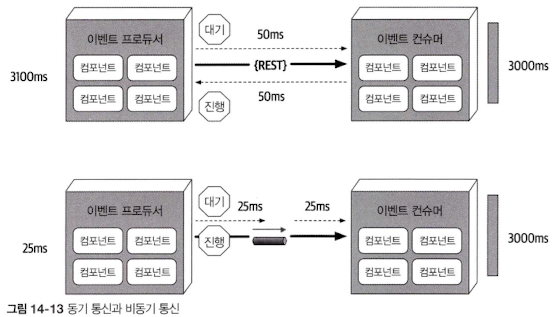 이벤트 프로듀서
대기
50ms
이벤트 컨슈머
컴포넌트 컴포넌트
{REST}
컴포넌트 컴포넌트
3100ms
3000ms
컴포넌트 컴포넌트
진행
50ms
컴포넌트 컴포넌트
이벤트 프로듀서
대기
25ms
25ms
이벤트 컨슈머
컴포넌트 컴포넌트
진행
컴포넌트 컴포넌트
25ms
3000ms
컴포넌트 컴포넌트
컴포넌트 컴포넌트
그림 14-13 동기 통신과 비동기 통신